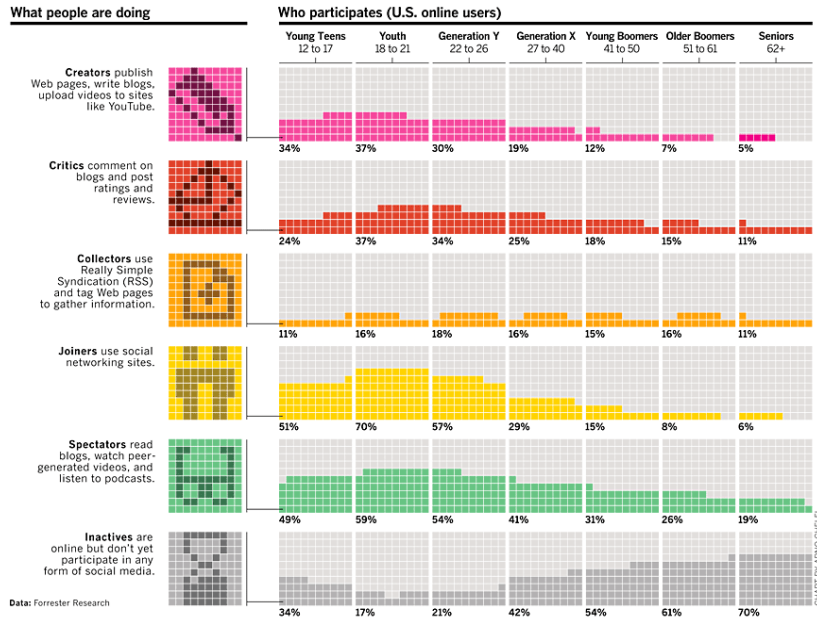 What people are doing
Who participates (U.S. online users)
Young Teens
12 to 17
Youth
18 to 21
Generation Y
22 to 26
Generation X
27 to 40
Young Boomers
41 to 50
Older Boomers
51 to 61
Seniors
62+
Creators publish
Web pages, write blogs,
upload videos to sites
like YouTube.
34% 37% 30% 19% 12% 7% 5%
Critics comment on
blogs and post
ratings and
reviews.
24% 37% 34% 25% 18% 15% 11%
Collectors use
Really Simple
Syndication (RSS)
and tag Web pages
to gather information.
11% 16% 18% 16% 15% 16% 11%
Joiners use social
networking sites.
51% 70% 57% 29% 15% 8% 6%
Spectators read
blogs, watch peer-
generated videos, and
listen to podcasts.
49% 59% 54% 41% 31% 26% 19%
Inactives are
online but don't yet
participate in any
form of social media.
34% 17% 21% 42% 54% 61% 70%
Data: Forrester Research
CHART BY